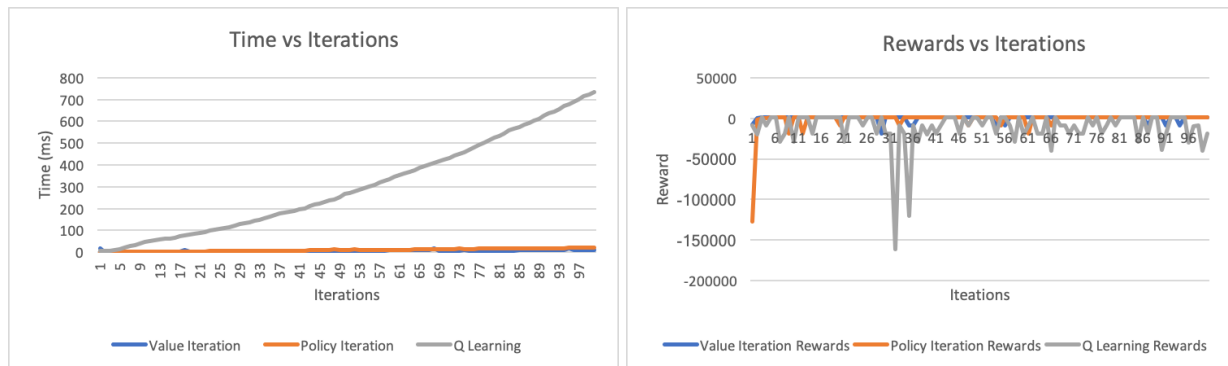 Time vs Iterations
800
700
600
500
400
300
200
100
0
Time (ms)
1 5 9 13 17 21 25 29 33 37 41 45 49 53 57 61 65 69 73 77 81 85 89 93 97
Iterations
Value Iteration Policy Iteration Q Learning
Rewards vs Iterations
50000
0
-50000
-100000
-150000
-200000
Reward
1 6 11 16 21 26 31 36 41 46 51 56 61 66 71 76 81 86 91 96
Iteations
Value Iteration Rewards Policy Iteration Rewards Q Learning Rewards